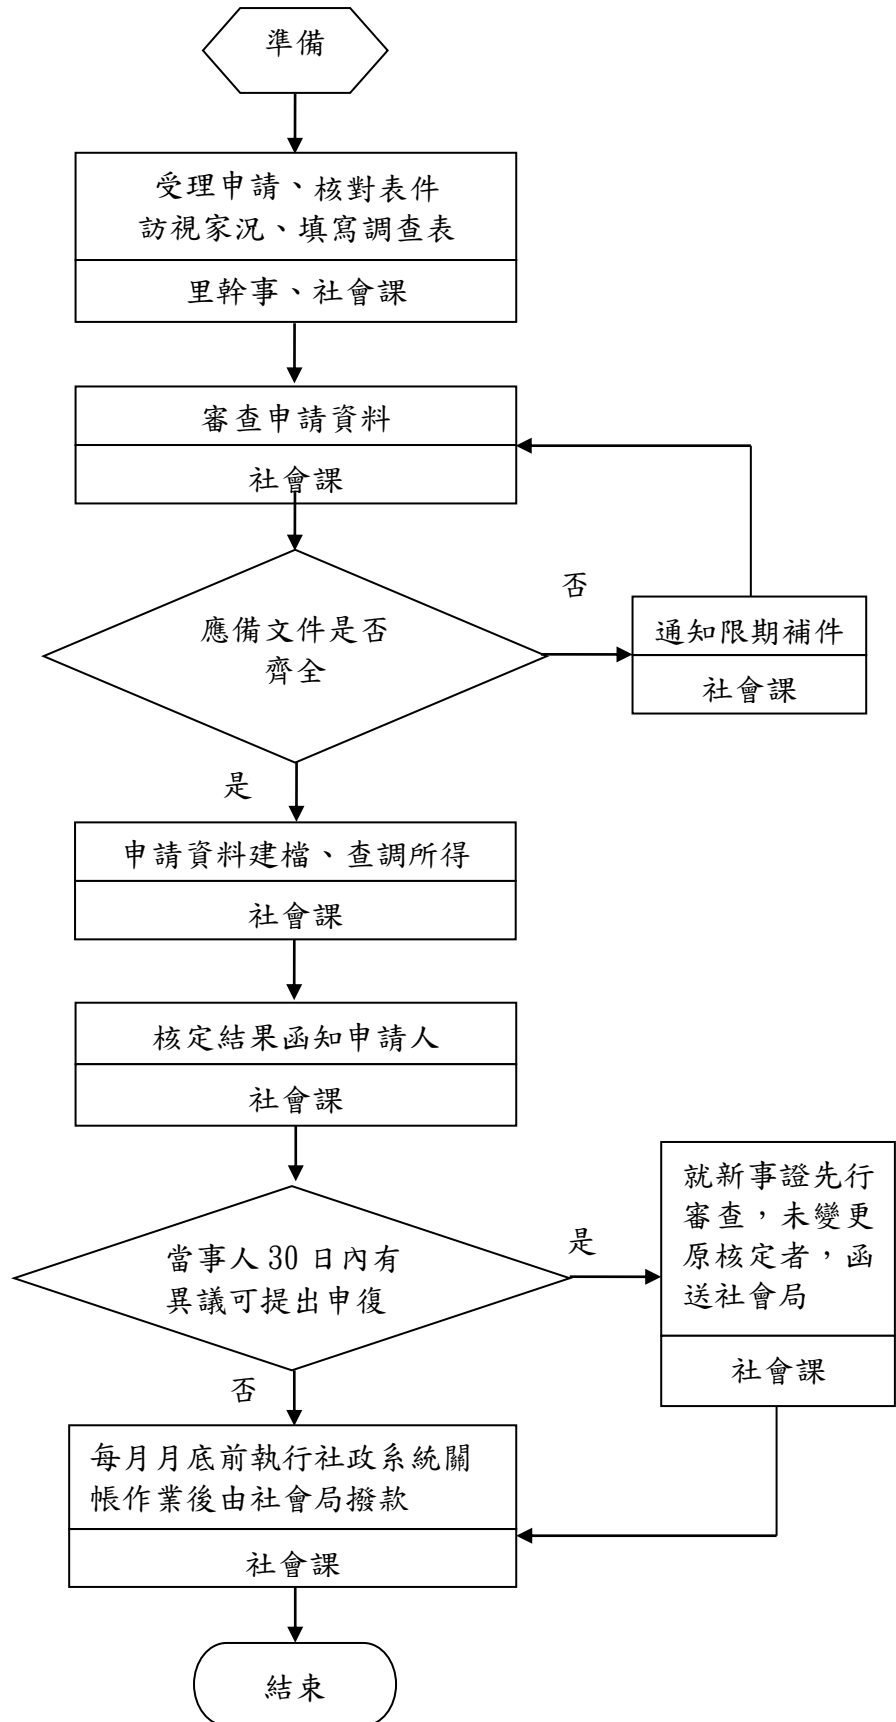 準備
受理申請、核對表件
訪視家況、填寫調查表
里幹事、社會課
審查申請資料
社會課
應備文件是否
齊全
否
通知限期補件
社會課
是
申請資料建檔、查調所得
社會課
核定結果函知申請人
社會課
當事人 30 日內有
異議可提出申復
是
就新事證先行
審查，未變更
原核定者，函
送社會局
社會課
否
每月月底前執行社政系統關
帳作業後由社會局撥款
社會課
結束